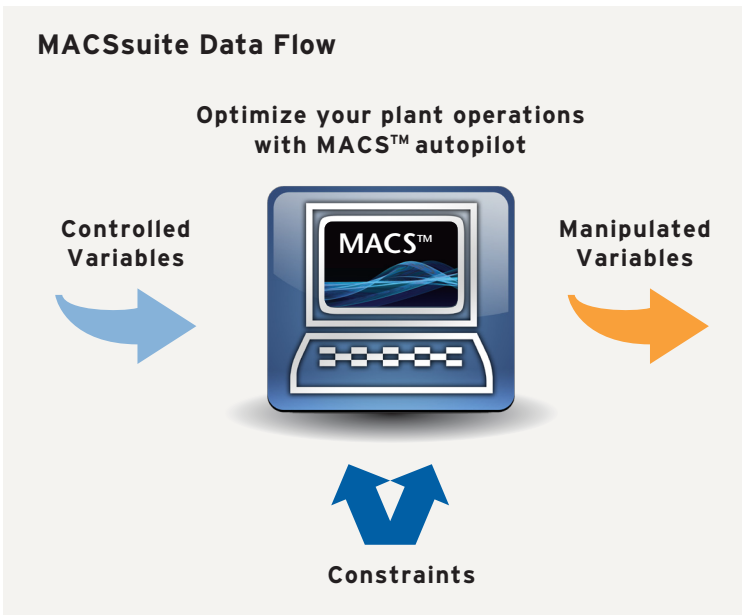 MACSsuite Data Flow
Optimize your plant operations
with MACS™ autopilot
Controlled
Variables
MACS™
Manipulated
Variables
Constraints